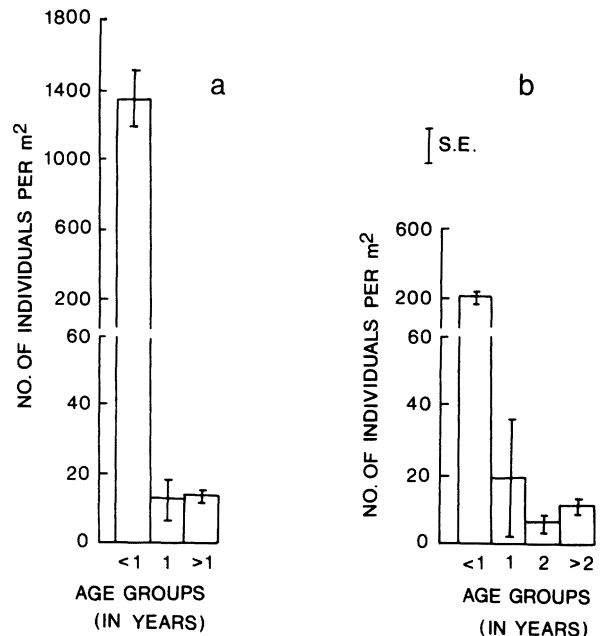 a
NO. OF INDIVIDUALS PER m²
1800
1400
1000
600
200
60
40
20
0
<1 1 >1
AGE GROUPS
(IN YEARS)
b
S.E.
NO. OF INDIVIDUALS PER m²
600
200
60
40
20
0
<1 1 2 >2
AGE GROUPS
(IN YEARS)